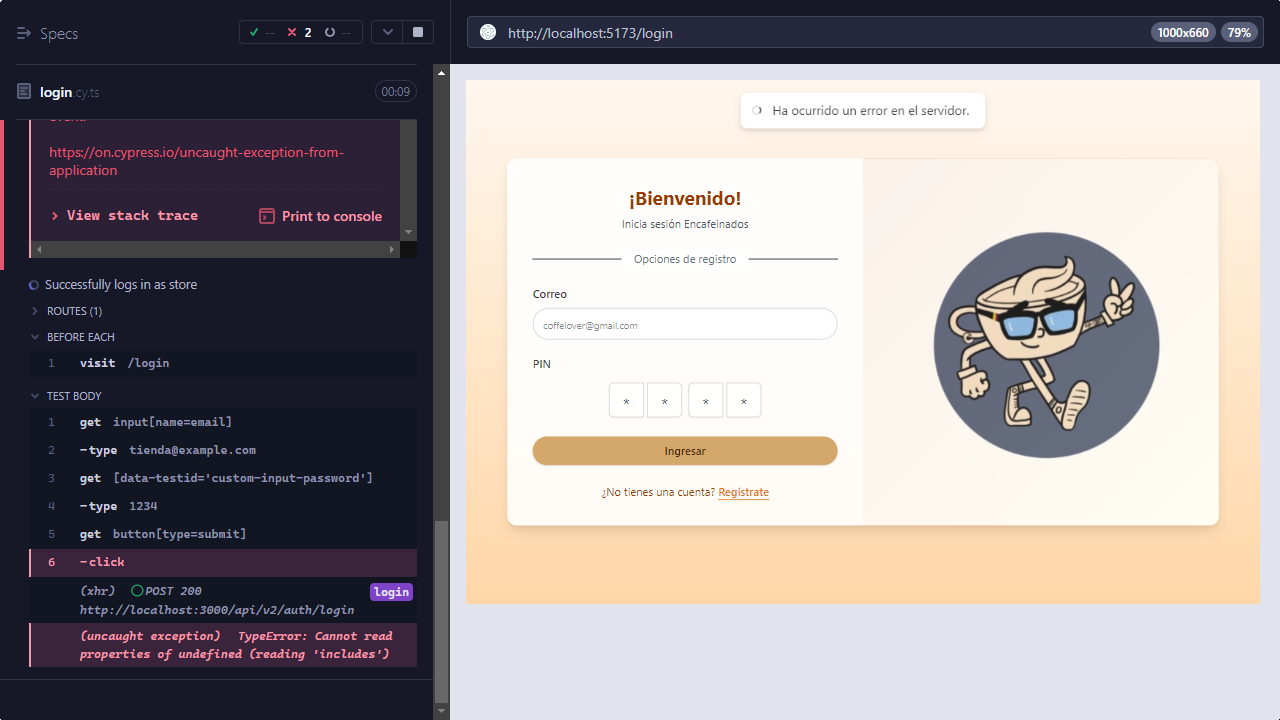 Specs
-- 2 --
http://localhost:5173/login
1000x660
79%
login.cy.ts
00:09
https://on.cypress.io/uncaught-exception-from-
application
> View stack trace
Print to console
Successfully logs in as store
ROUTES (1)
BEFORE EACH
1 visit /login
TEST BODY
1 get input[name=email]
2 -type tienda@example.com
3 get [data-testid='custom-input-password']
4 -type 1234
5 get button[type=submit]
6 -click
(xhr) POST 200
login
http://localhost:3000/api/v2/auth/login
(uncaught exception) TypeError: Cannot read
properties of undefined (reading 'includes')
Ha ocurrido un error en el servidor.
¡Bienvenido!
Inicia sesión Encafeinados
Opciones de registro
Correo
coffelover@gmail.com
PIN
* * * *
Ingresar
¿No tienes una cuenta? Registrate